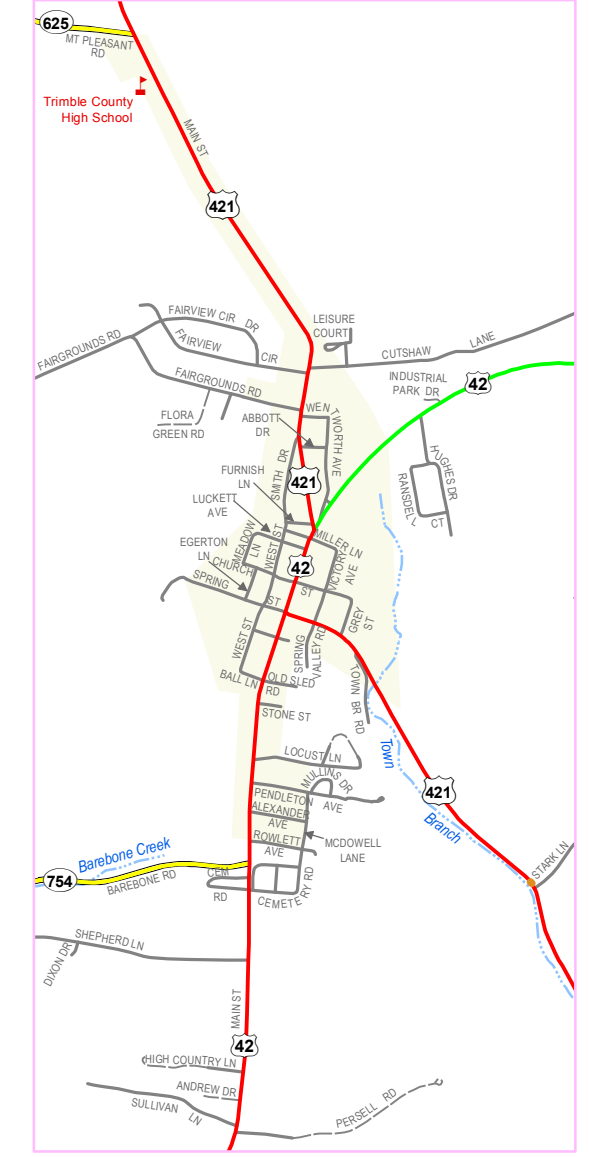 625
MT PLEASANT
RD
Trimble County
High School
MAIN ST
421
FAIRVIEW CIR DR
LEISURE
COURT
FAIRVIEW CIR
FAIRGROUNDS RD
CUTSHAW LANE
INDUSTRIAL
PARK DR
42
FAIRGROUNDS RD
FLORA
GREEN RD
ABBOTT
DR
WENTWORTH AVE
HUGHES DR
RANSDELL CT
FURNISH
LN
SMITH DR
421
LUCKETT
AVE
EGERTON
LN
MEADOW
LN
WEST ST
MILLER LN
42
VICTORY
AVE
CHURCH ST
SPRING ST
GREY
ST
WEST ST
SPRING
VALLEY RD
BALL LN
OLD SLED
RD
TOWN BR RD
STONE ST
LOCUST LN
Town
Branch
MULLINS DR
PENDLETON AVE
421
ALEXANDER
AVE
ROWLETT
AVE
MCDOWELL
LANE
STARK LN
Barebone Creek
754
BAREBONE RD
CEM
RD
CEMETERY RD
SHEPHERD LN
DIXON DR
MAIN ST
42
HIGH COUNTRY LN
ANDREW DR
SULLIVAN LN
PERSELL RD